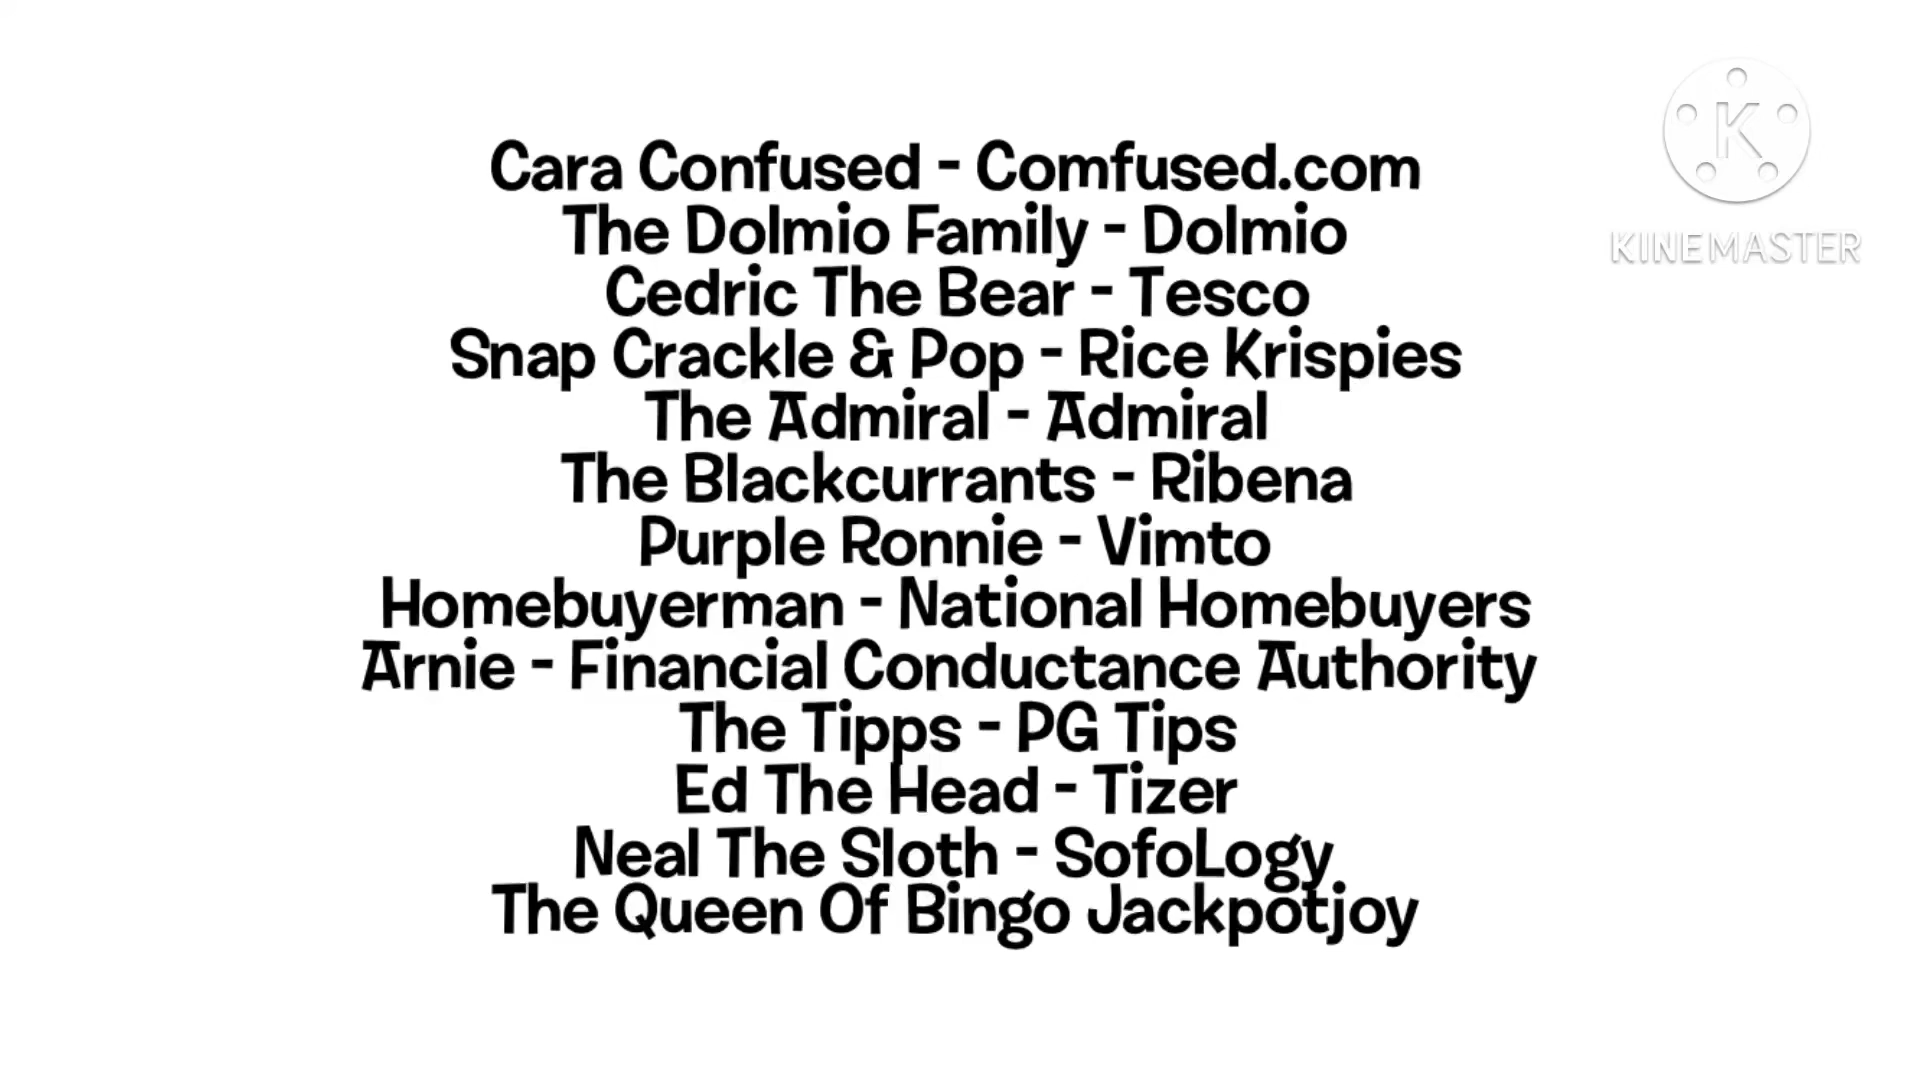 Cara Confused - Comfused.com
The Dolmio Family - Dolmio
Cedric The Bear - Tesco
Snap Crackle & Pop - Rice Krispies
The Admiral - Admiral
The Blackcurrants - Ribena
Purple Ronnie - Vimto
Homebuyerman - National Homebuyers
Arnie - Financial Conductance Authority
The Tipps - PG Tips
Ed The Head - Tizer
Neal The Sloth - SofoLogy
The Queen Of Bingo Jackpotjoy
K
KINEMASTER